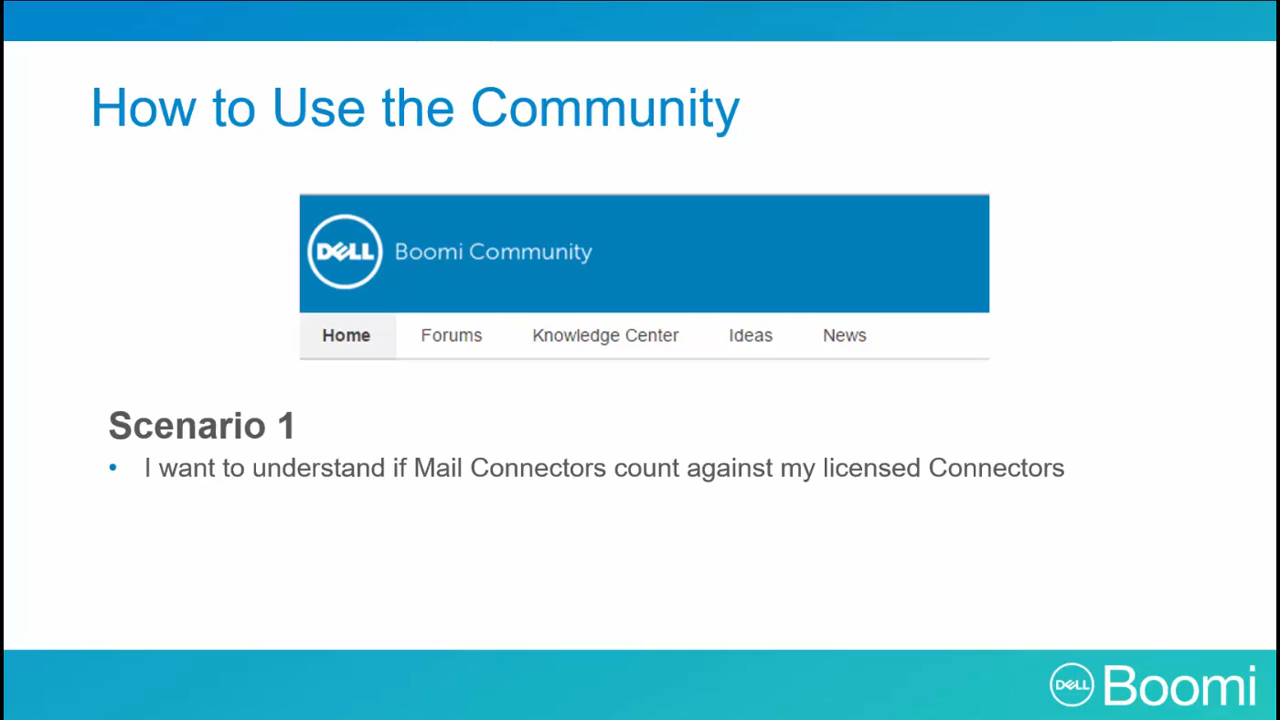 How to Use the Community
DELL Boomi Community
Home Forums Knowledge Center Ideas News
Scenario 1
• I want to understand if Mail Connectors count against my licensed Connectors
DELL Boomi